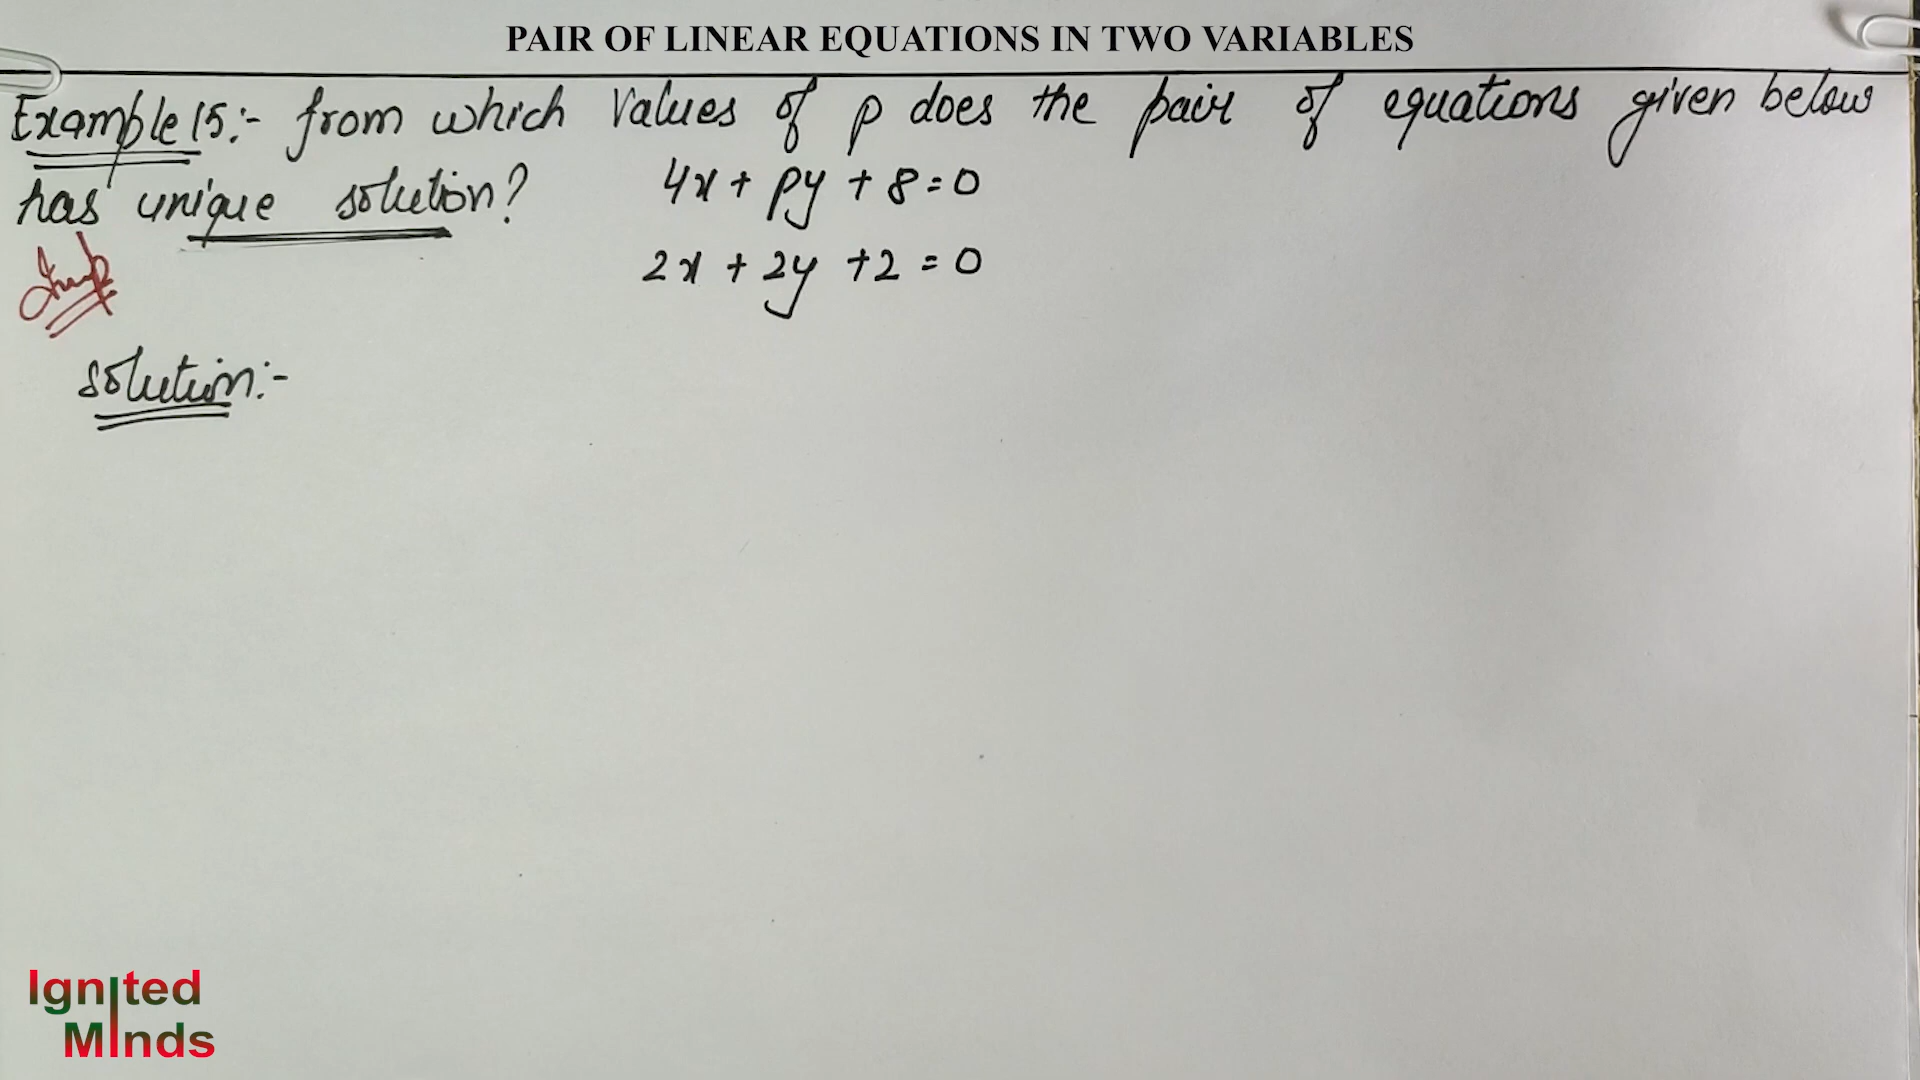 PAIR OF LINEAR EQUATIONS IN TWO VARIABLES
Example 15:- from which values of p does the pair of equations given below
has unique solution? 4x + py + 8 = 0
Imp 2x + 2y + 2 = 0
solution:-
Ignited
Minds